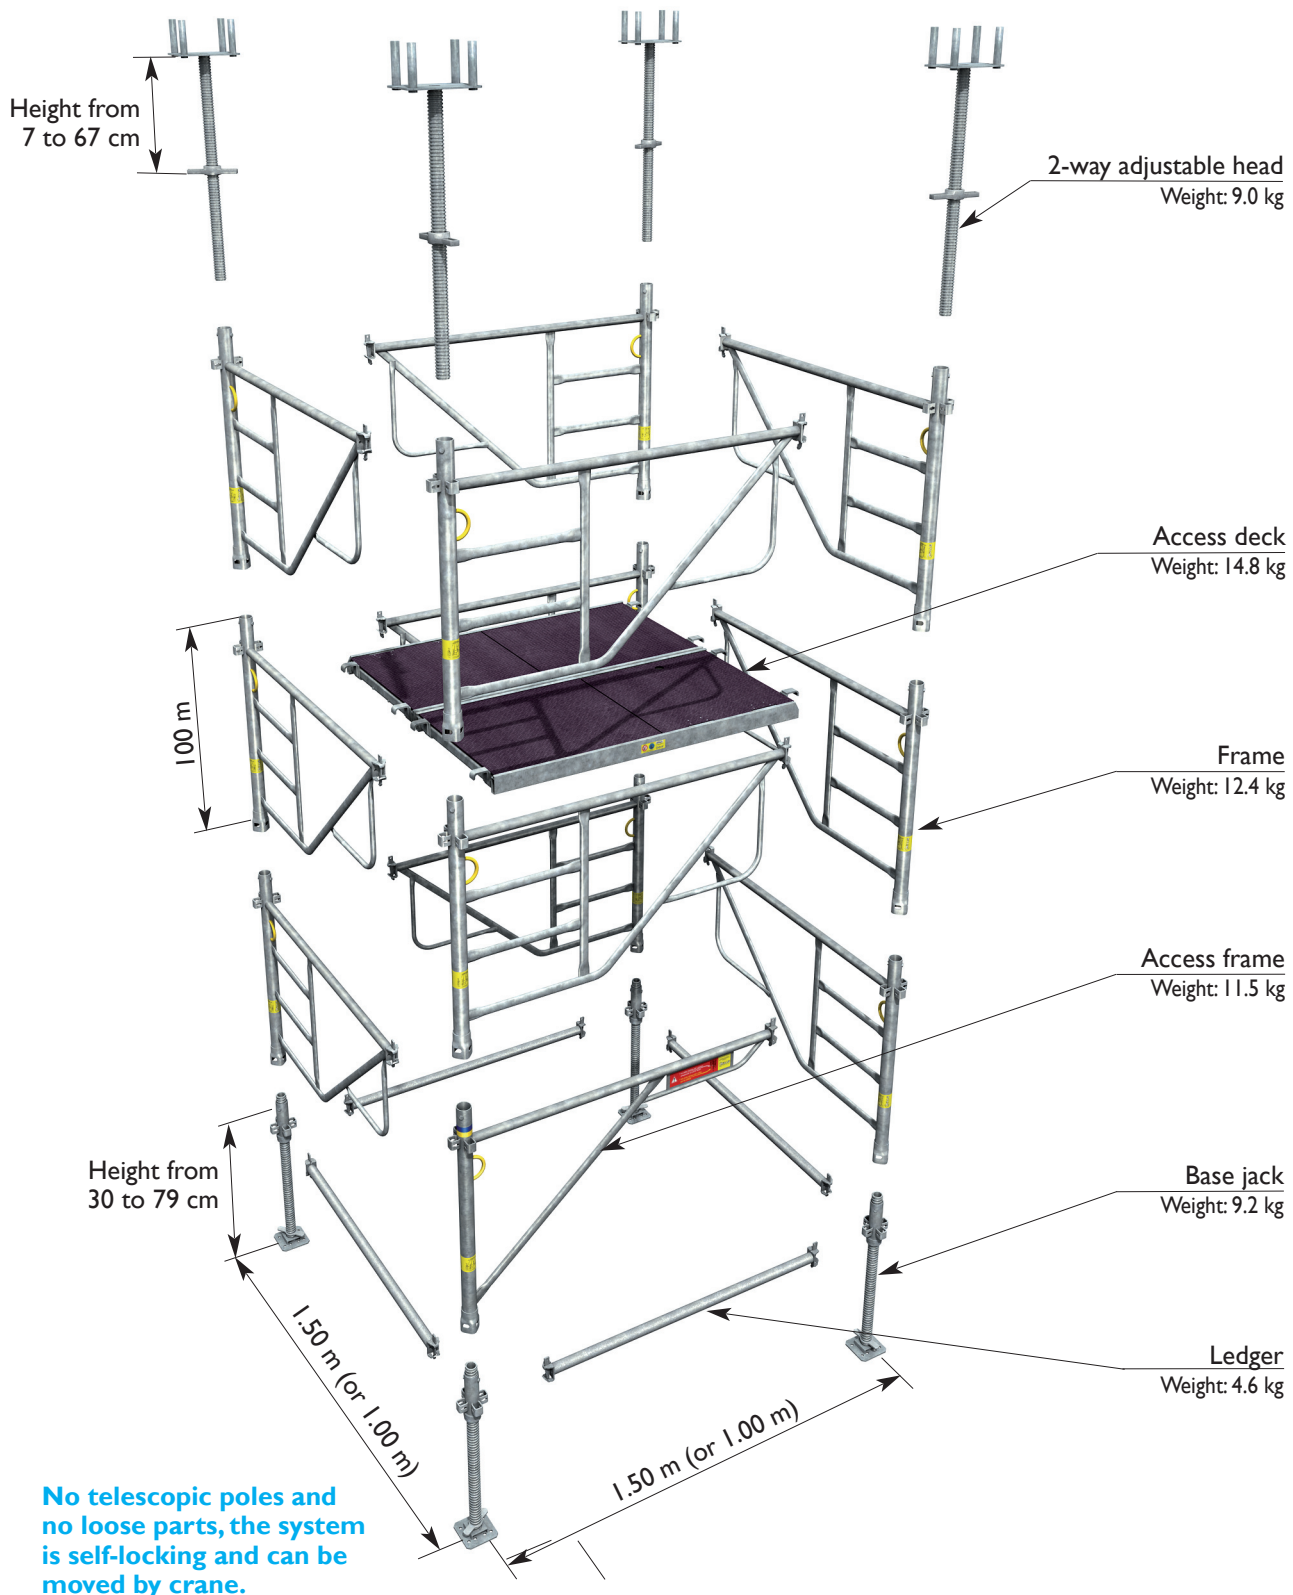 Height from
7 to 67 cm
2-way adjustable head
Weight: 9.0 kg
Access deck
Weight: 14.8 kg
100 m
Frame
Weight: 12.4 kg
Access frame
Weight: 11.5 kg
Height from
30 to 79 cm
Base jack
Weight: 9.2 kg
Ledger
Weight: 4.6 kg
1.50 m (or 1.00 m)
1.50 m (or 1.00 m)
No telescopic poles and
no loose parts, the system
is self-locking and can be
moved by crane.